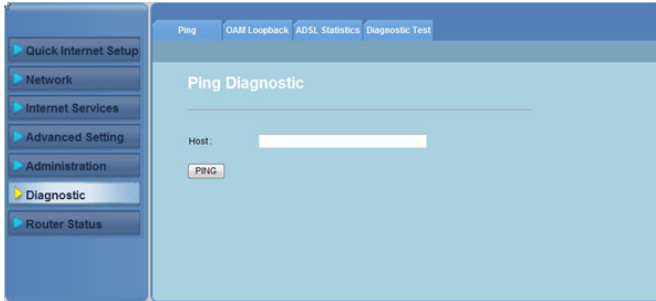 Ping OAM Loopback ADSL Statistics Diagnostic Test
Quick Internet Setup
Network
Internet Services
Advanced Setting
Administration
Diagnostic
Router Status
Ping Diagnostic
Host :
PING